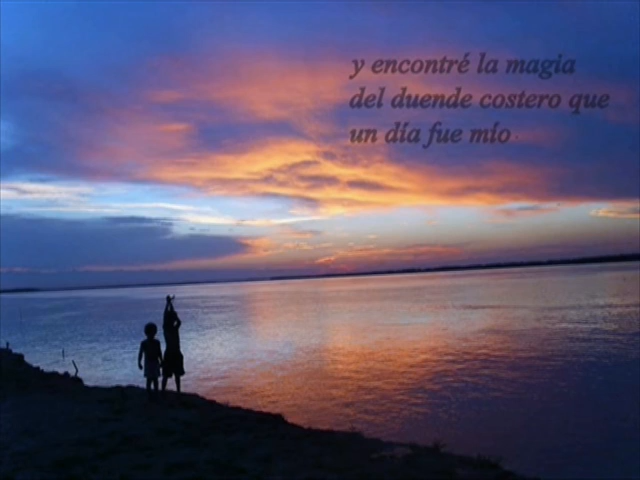 y encontré la magia
del duende costero que
un día fue mío